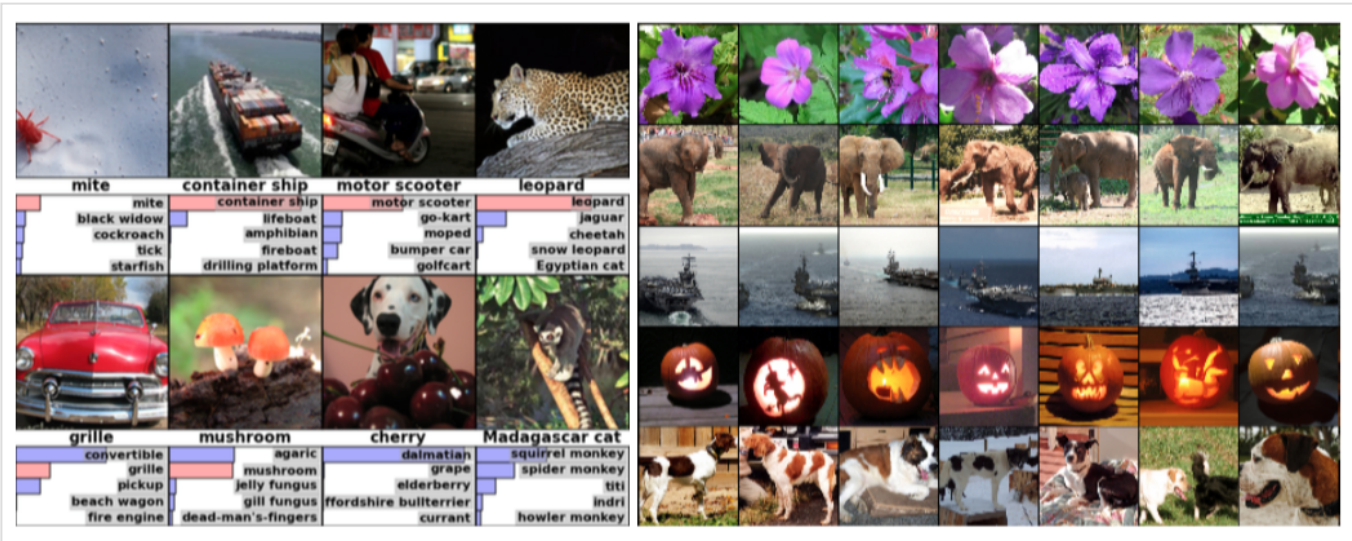 mite
container ship
motor scooter
leopard
mite
black widow
cockroach
tick
starfish
container ship
lifeboat
amphibian
fireboat
drilling platform
motor scooter
go-kart
moped
bumper car
golfcart
leopard
jaguar
cheetah
snow leopard
Egyptian cat
grille
mushroom
cherry
Madagascar cat
convertible
grille
pickup
beach wagon
fire engine
agaric
mushroom
jelly fungus
gill fungus
dead-man's-fingers
dalmatian
grape
elderberry
ffordshire bullterrier
currant
squirrel monkey
spider monkey
titi
indri
howler monkey